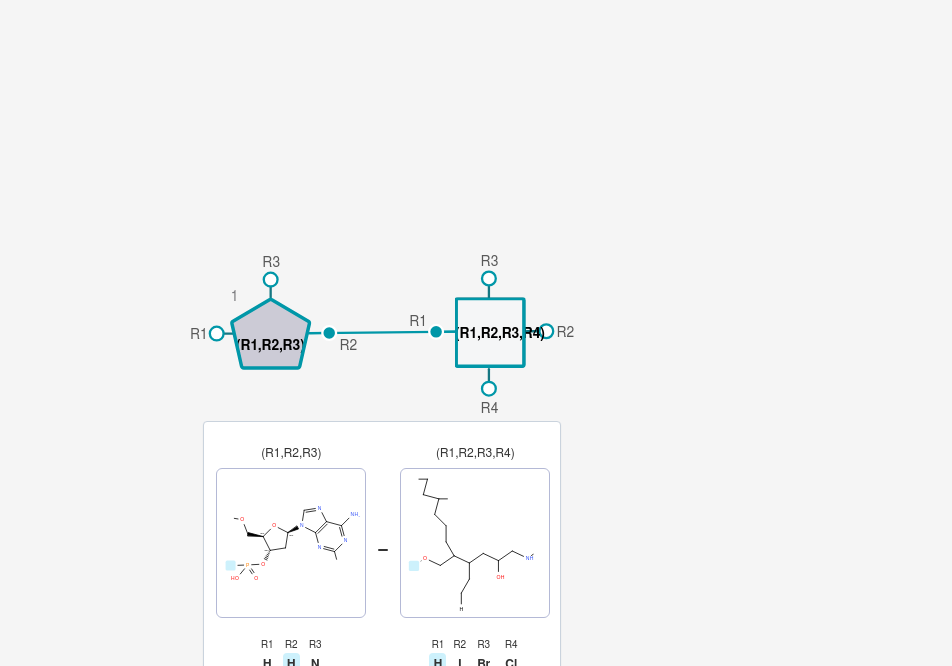 R3
R3
1
R1
(R1,R2,R3)
R2
R1
(R1,R2,R3,R4)
R2
R4
(R1,R2,R3)
(R1,R2,R3,R4)
O
O
O
P
HO
O
N
N
N
N
NH
O
OH
NH
H
R1 R2 R3
R1 R2 R3 R4
H H N
H I Br Cl